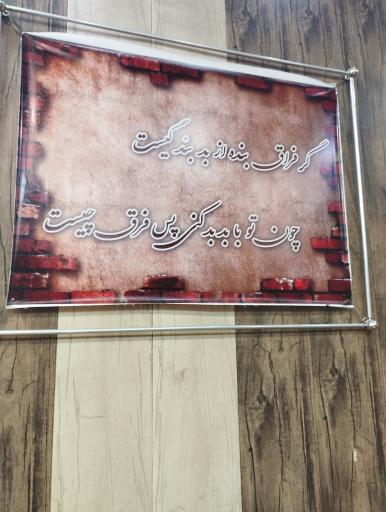 گر فراق بنده از بد بندگیست
چون تو با بد بد کنی پس فرق چیست